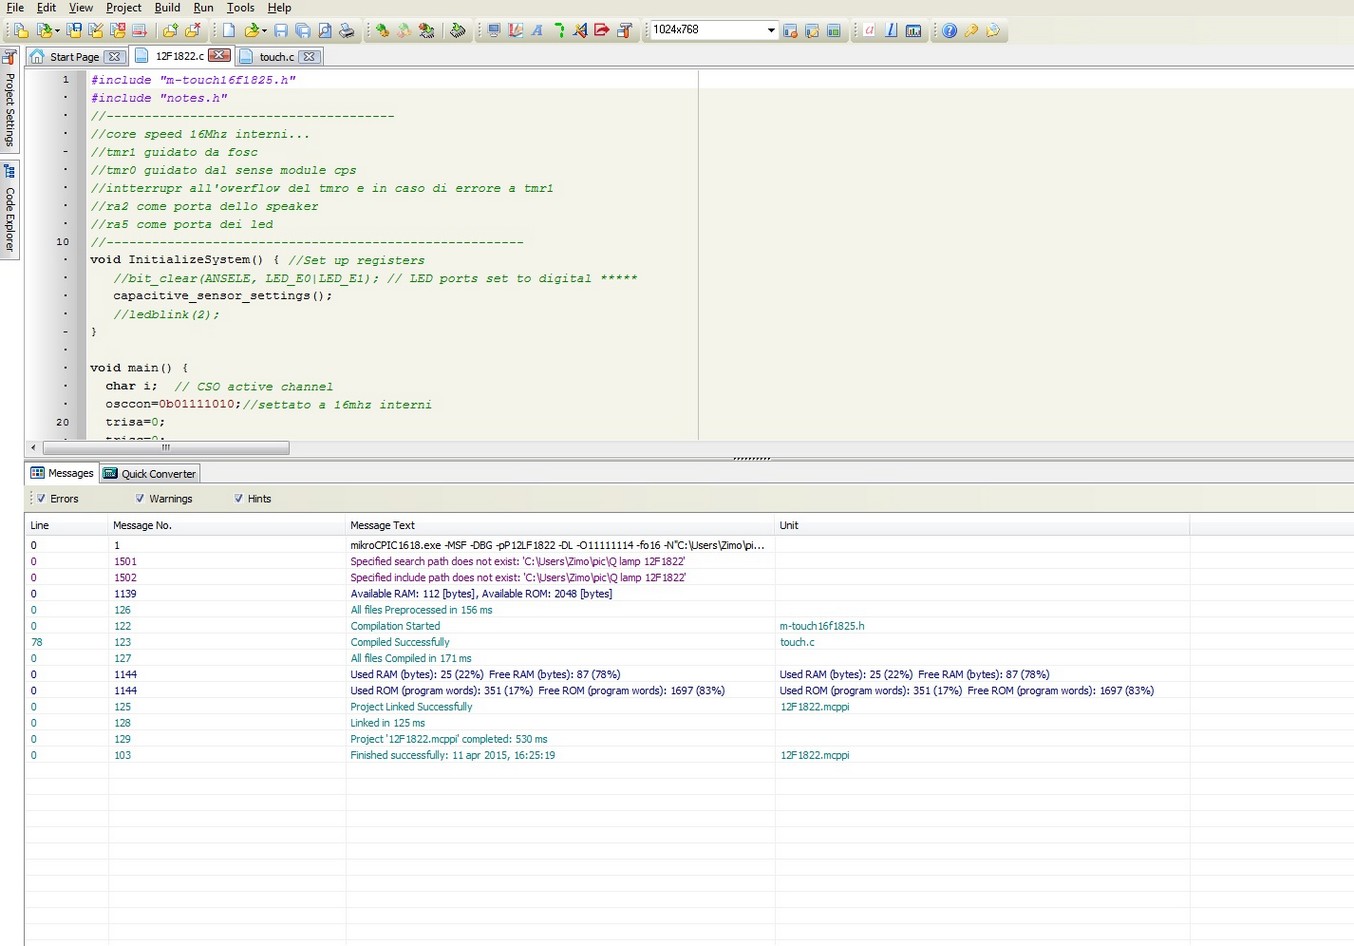 File Edit View Project Build Run Tools Help
1024x768
Start Page 12F1822.c touch.c
Project Settings
Code Explorer
1 #include "m-touch16f1825.h"
#include "notes.h"
//--------------------------------------
//core speed 16Mhz interni...
//tmr1 guidato da fosc
//tmr0 guidato dal sense module cps
//intterrupr all'overflow del tmro e in caso di errore a tmr1
//ra2 come porta dello speaker
//ra5 come porta dei led
10 //-------------------------------------------------------
void InitializeSystem() { //Set up registers
//bit_clear(ANSELE, LED_E0|LED_E1); // LED ports set to digital *****
capacitive_sensor_settings();
//ledblink(2);
}
void main() {
char i; // CSO active channel
osccon=0b01111010;//settato a 16mhz interni
20 trisa=0;
trisc=0;
Messages Quick Converter
Errors Warnings Hints
Line Message No. Message Text Unit
0 1 mikroCPIC1618.exe -MSF -DBG -pP12LF1822 -DL -O11111114 -fo16 -N"C:\Users\Zimo\pi...
0 1501 Specified search path does not exist: 'C:\Users\Zimo\pic\Q lamp 12F1822'
0 1502 Specified include path does not exist: 'C:\Users\Zimo\pic\Q lamp 12F1822'
0 1139 Available RAM: 112 [bytes], Available ROM: 2048 [bytes]
0 126 All files Preprocessed in 156 ms
0 122 Compilation Started m-touch16f1825.h
78 123 Compiled Successfully touch.c
0 127 All files Compiled in 171 ms
0 1144 Used RAM (bytes): 25 (22%) Free RAM (bytes): 87 (78%) Used RAM (bytes): 25 (22%) Free RAM (bytes): 87 (78%)
0 1144 Used ROM (program words): 351 (17%) Free ROM (program words): 1697 (83%) Used ROM (program words): 351 (17%) Free ROM (program words): 1697 (83%)
0 125 Project Linked Successfully 12F1822.mcppi
0 128 Linked in 125 ms
0 129 Project '12F1822.mcppi' completed: 530 ms
0 103 Finished successfully: 11 apr 2015, 16:25:19 12F1822.mcppi